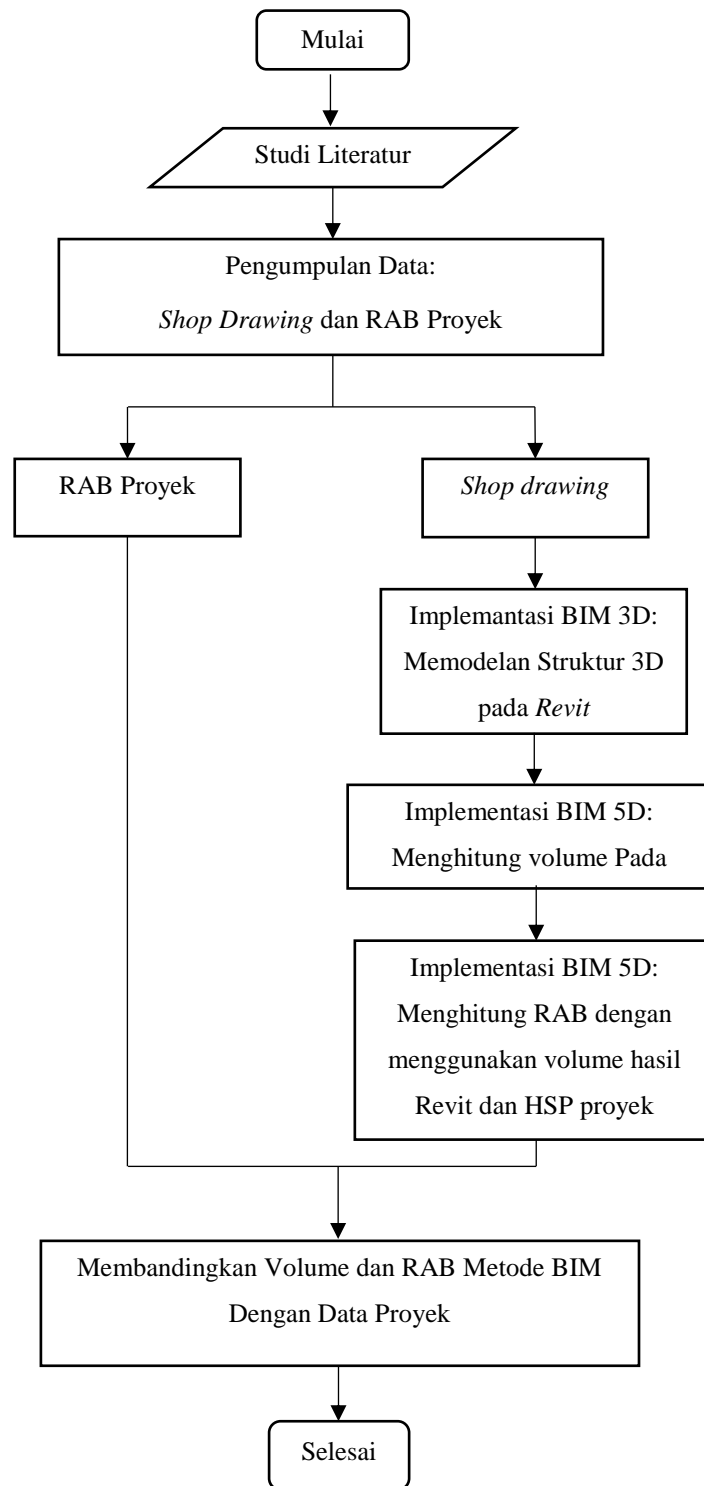 Mulai
Studi Literatur
Pengumpulan Data:
Shop Drawing dan RAB Proyek
RAB Proyek
Shop drawing
Implemantasi BIM 3D:
Memodelan Struktur 3D
pada Revit
Implementasi BIM 5D:
Menghitung volume Pada
Implementasi BIM 5D:
Menghitung RAB dengan
menggunakan volume hasil
Revit dan HSP proyek
Membandingkan Volume dan RAB Metode BIM
Dengan Data Proyek
Selesai